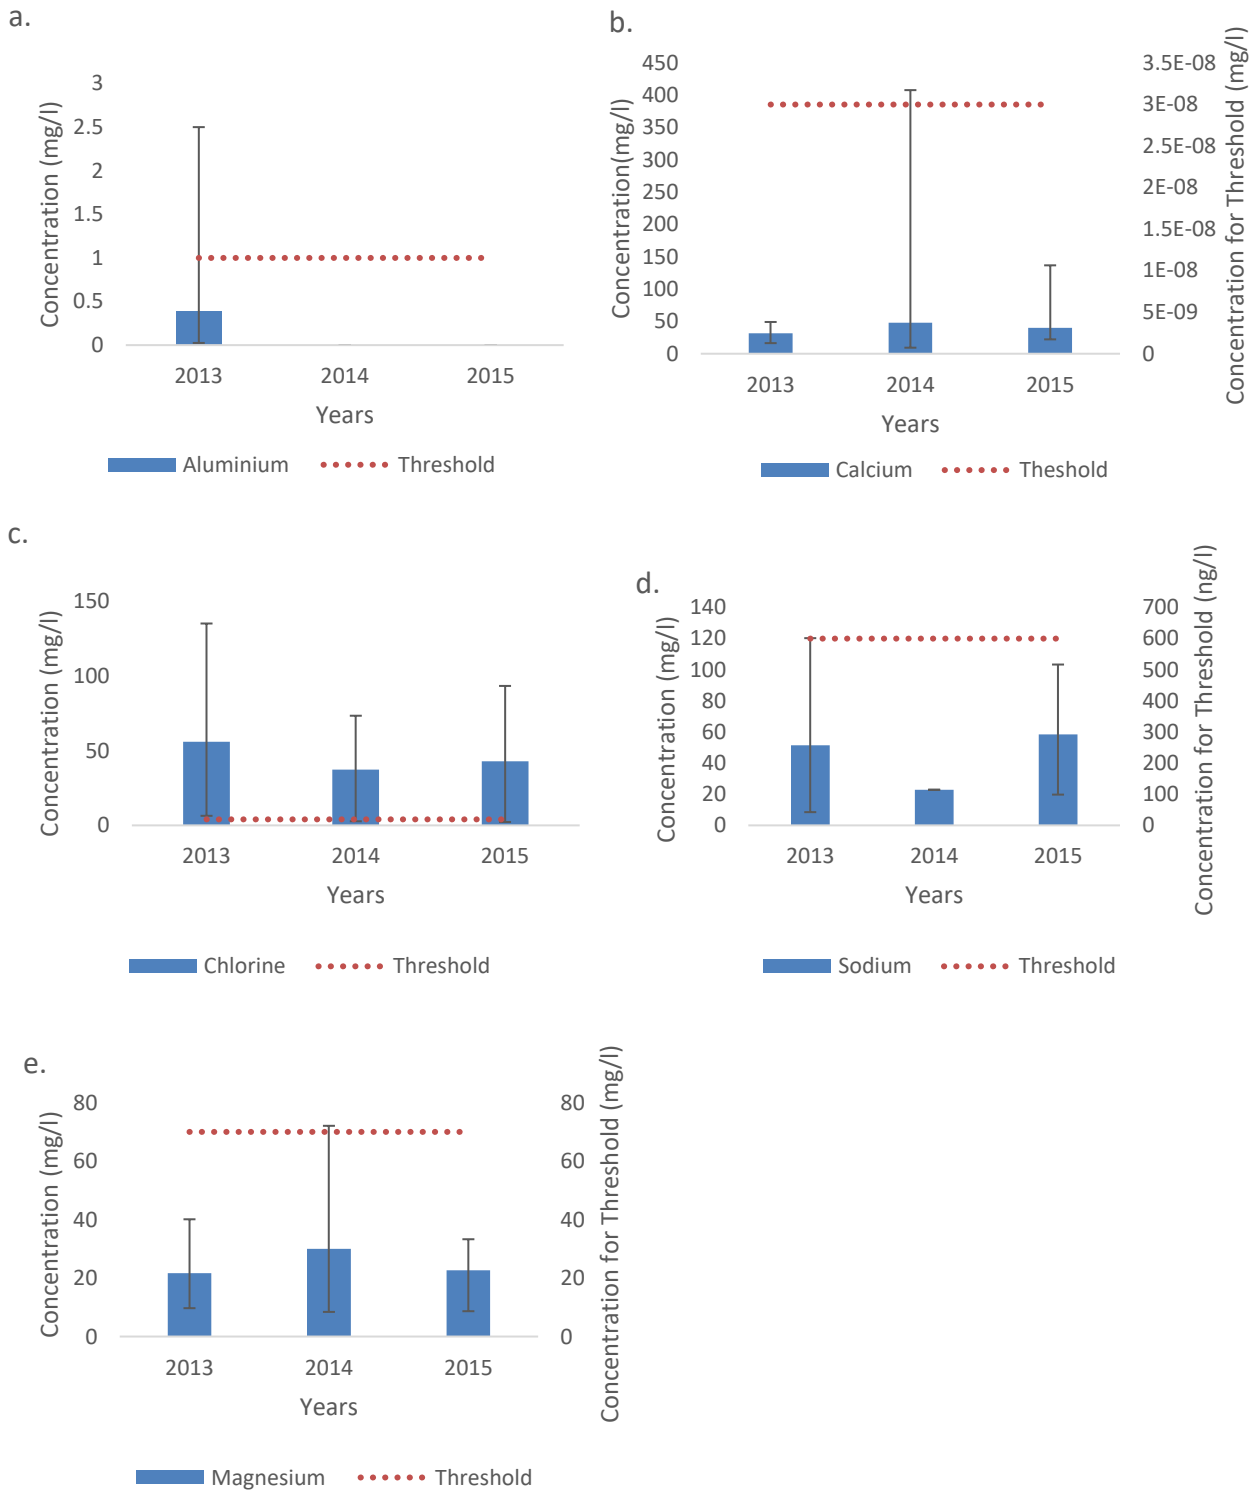 a.
Concentration (mg/l)
3
2.5
2
1.5
1
0.5
0
2013 2014 2015
Years
Aluminium Threshold
b.
Concentration(mg/l)
450
400
350
300
250
200
150
100
50
0
3.5E-08
3E-08
2.5E-08
2E-08
1.5E-08
1E-08
5E-09
0
Concentration for Threshold (mg/l)
2013 2014 2015
Years
Calcium Theshold
c.
Concentration (mg/l)
150
100
50
0
2013 2014 2015
Years
Chlorine Threshold
d.
Concentration (mg/l)
140
120
100
80
60
40
20
0
700
600
500
400
300
200
100
0
Concentration for Threshold (ng/l)
2013 2014 2015
Years
Sodium Threshold
e.
Concentration (mg/l)
80
60
40
20
0
80
60
40
20
0
Concentration for Threshold (mg/l)
2013 2014 2015
Years
Magnesium Threshold